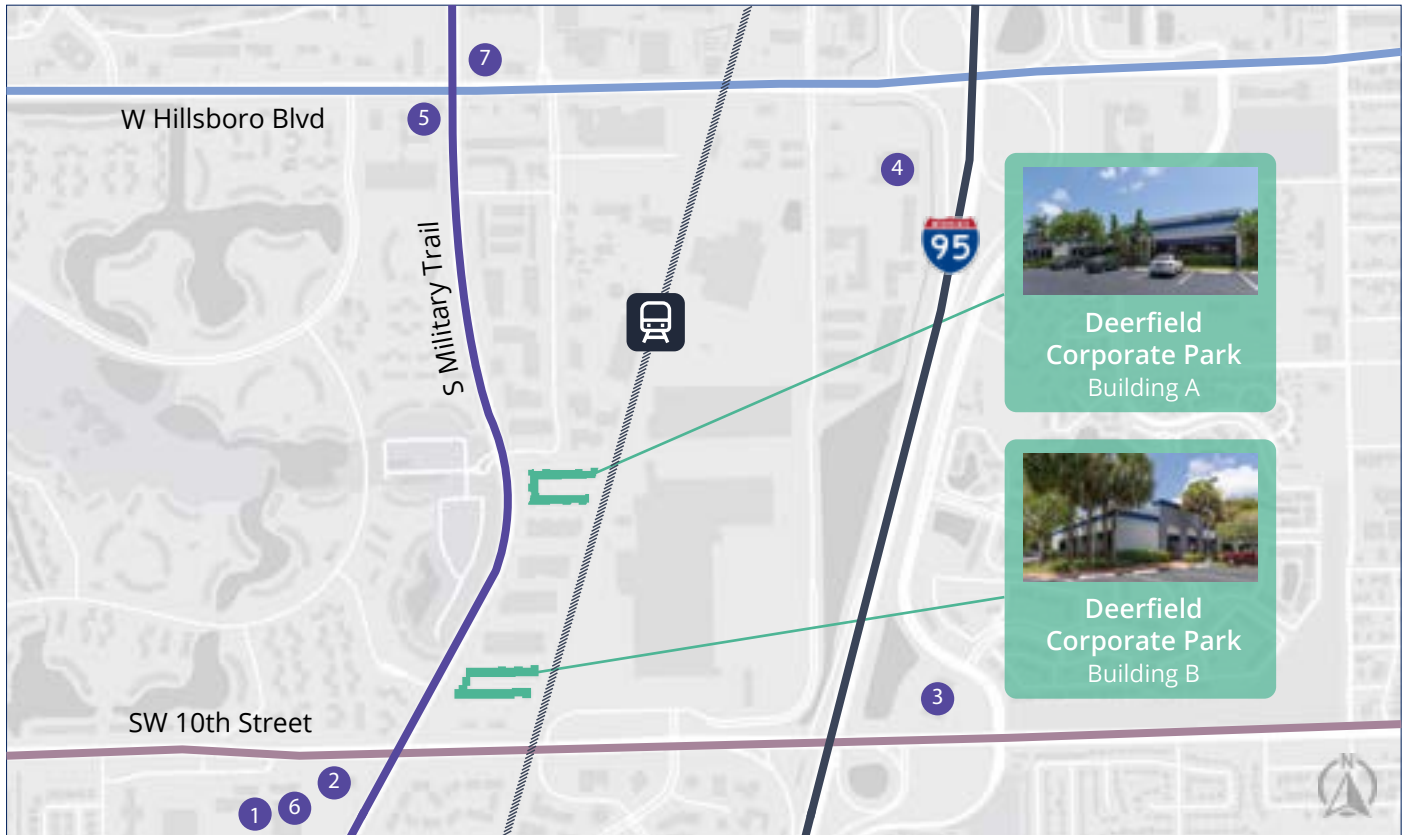 7
W Hillsboro Blvd
5
4
95
S Military Trail
Deerfield
Corporate Park
Building A
Deerfield
Corporate Park
Building B
3
SW 10th Street
2
6
1
N